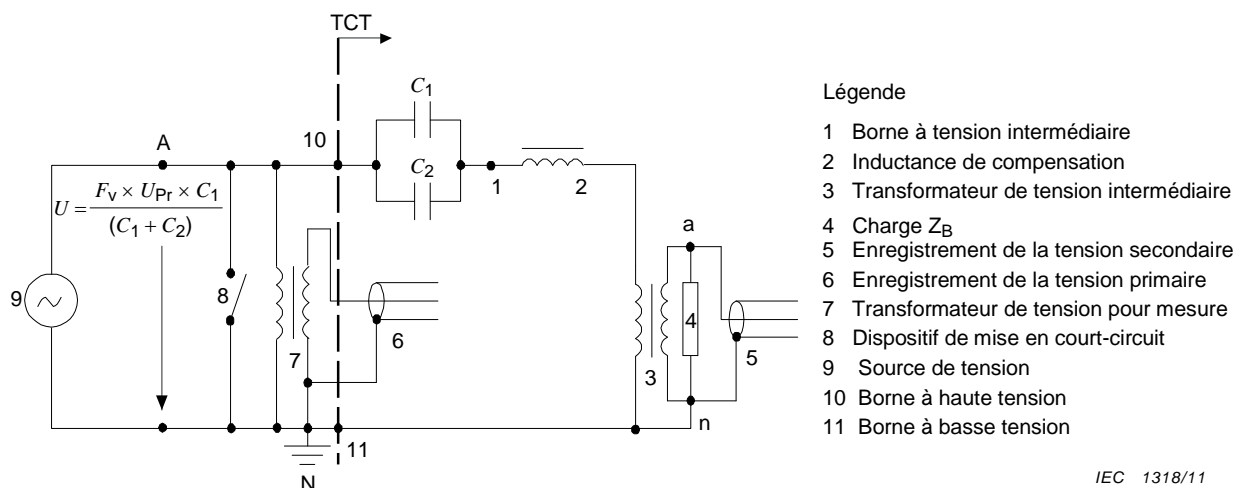 TCT
C1
A
10
C2
1
2
U = Fv × UPr × C1
(C1 + C2)
a
9
8
7
6
4
3
5
n
11
N
Légende
1 Borne à tension intermédiaire
2 Inductance de compensation
3 Transformateur de tension intermédiaire
4 Charge ZB
5 Enregistrement de la tension secondaire
6 Enregistrement de la tension primaire
7 Transformateur de tension pour mesure
8 Dispositif de mise en court-circuit
9 Source de tension
10 Borne à haute tension
11 Borne à basse tension
IEC 1318/11